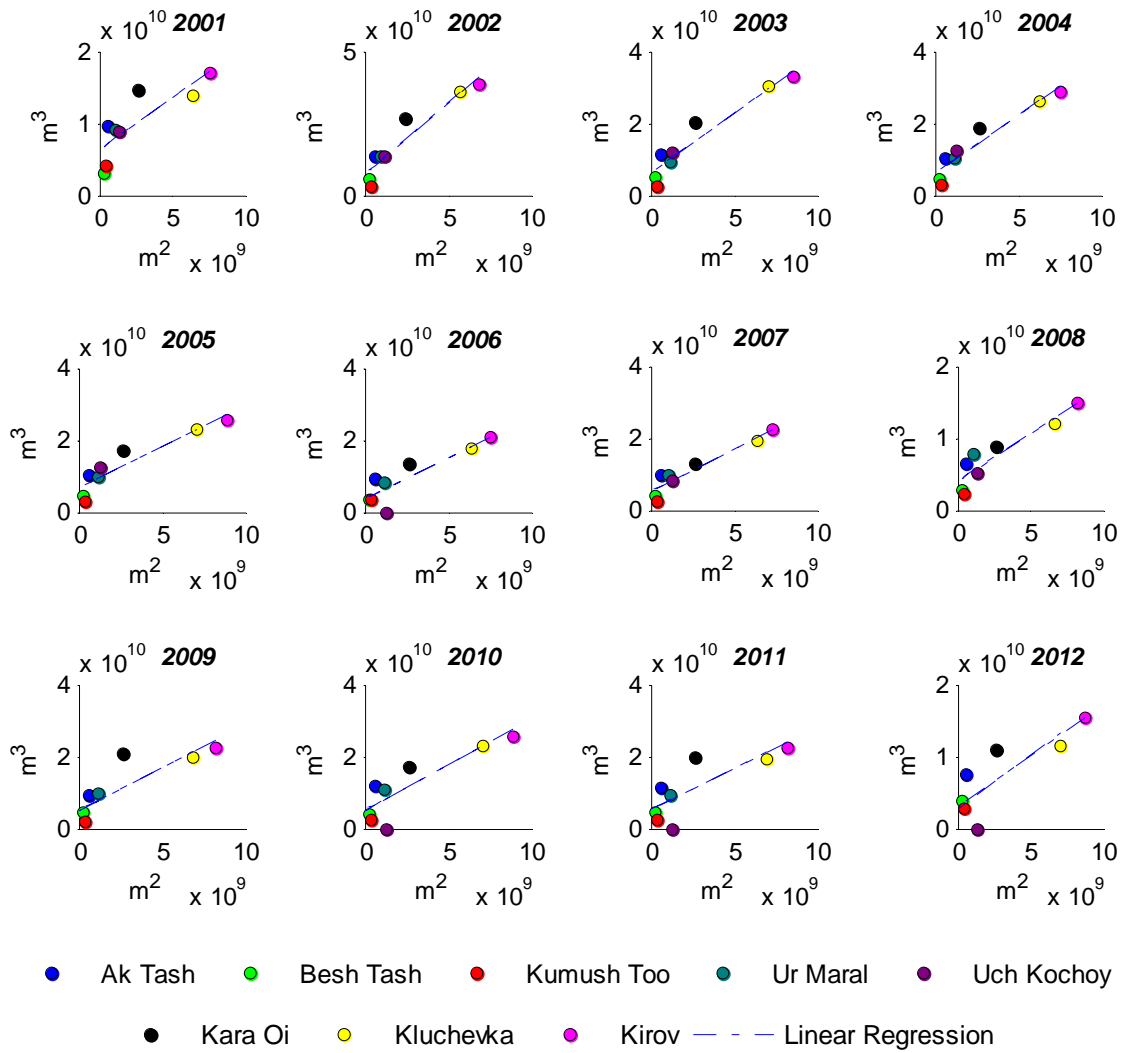 x 10^10 2001
x 10^10 2002
x 10^10 2003
x 10^10 2004
2 5 4 4
m^3 m^3 m^3 m^3
1 2 2
0 0 0 0
0 5 10 0 5 10 0 5 10 0 5 10
m^2 x 10^9 m^2 x 10^9 m^2 x 10^9 m^2 x 10^9
x 10^10 2005
x 10^10 2006
x 10^10 2007
x 10^10 2008
4 4 4 2
m^3 m^3 m^3 m^3
2 2 2 1
0 0 0 0
0 5 10 0 5 10 0 5 10 0 5 10
m^2 x 10^9 m^2 x 10^9 m^2 x 10^9 m^2 x 10^9
x 10^10 2009
x 10^10 2010
x 10^10 2011
x 10^10 2012
4 4 4 2
m^3 m^3 m^3 m^3
2 2 2 1
0 0 0 0
0 5 10 0 5 10 0 5 10 0 5 10
m^2 x 10^9 m^2 x 10^9 m^2 x 10^9 m^2 x 10^9
Ak Tash Besh Tash Kumush Too Ur Maral Uch Kochoy
Kara Oi Kluchevka Kirov Linear Regression